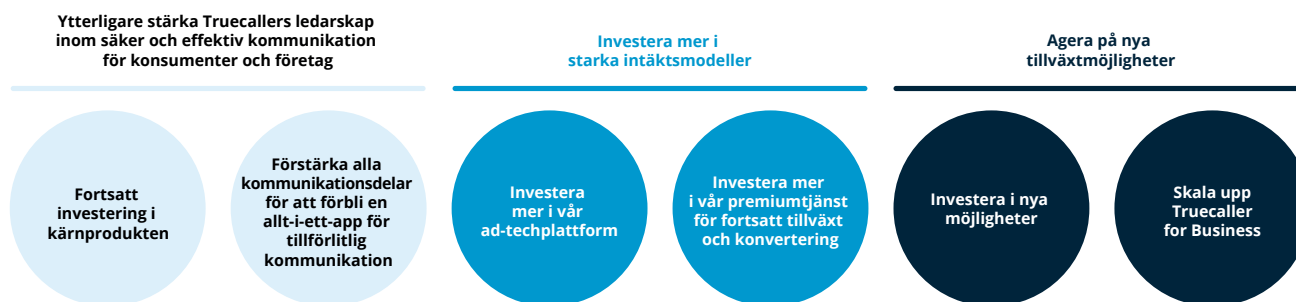 Ytterligare stärka Truecallers ledarskap
inom säker och effektiv kommunikation
för konsumenter och företag
Investera mer i
starka intäktsmodeller
Agera på nya
tillväxtmöjligheter
Fortsatt
investering i
kärnprodukten
Förstärka alla
kommunikationsdelar
för att förbli en
allt-i-ett-app för
tillförlitlig
kommunikation
Investera
mer i vår
ad-techplattform
Investera mer
i vår premiumtjänst
för fortsatt tillväxt
och konvertering
Investera i nya
möjligheter
Skala upp
Truecaller
for Business